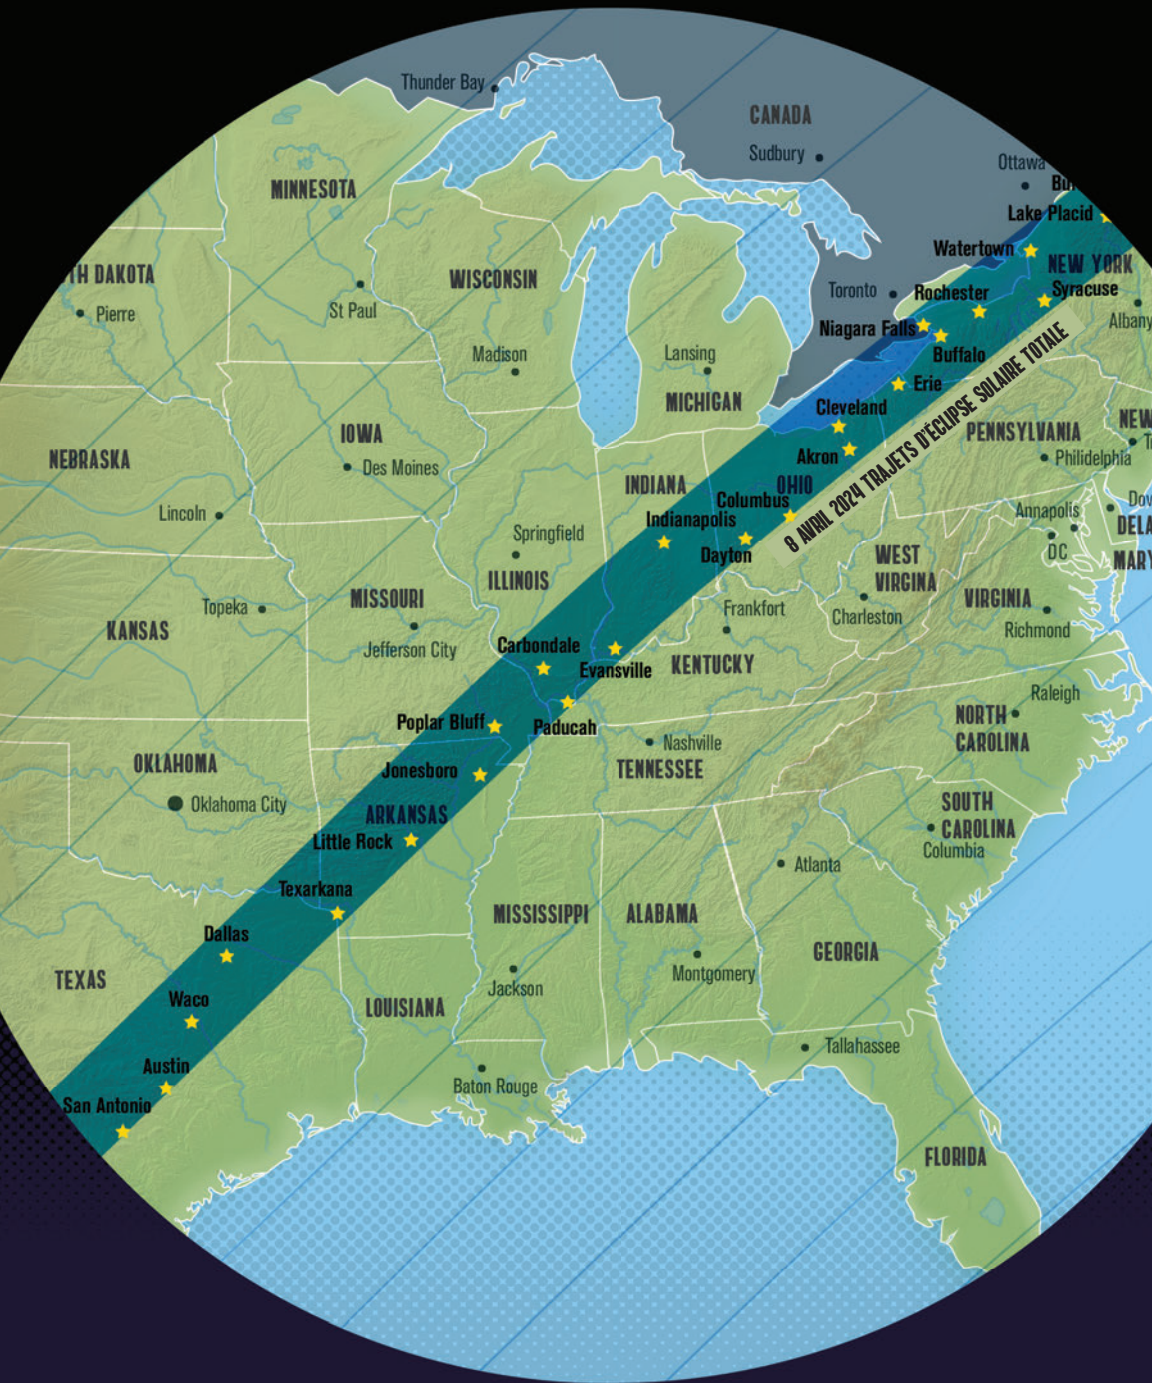 Thunder Bay
CANADA
Sudbury
Ottawa
MINNESOTA
Lake Placid
Watertown
NEW YORK
TH DAKOTA
WISCONSIN
Toronto
Rochester
Syracuse
Pierre
St Paul
Niagara Falls
Albany
Madison
Lansing
Buffalo
MICHIGAN
Erie
Cleveland
8 AVRIL 2024 TRAJETS D'ÉCLIPSE SOLAIRE TOTALE
NEW
IOWA
PENNSYLVANIA
NEBRASKA
Des Moines
Akron
Philidelphia
INDIANA
OHIO
Columbus
Lincoln
Indianapolis
Annapolis
Springfield
Dayton
DC
ILLINOIS
WEST
VIRGINA
MISSOURI
VIRGINIA
Topeka
Frankfort
Charleston
Richmond
KANSAS
Jefferson City
Carbondale
Evansville
KENTUCKY
Raleigh
Poplar Bluff
Paducah
NORTH
CAROLINA
Nashville
OKLAHOMA
Jonesboro
TENNESSEE
Oklahoma City
ARKANSAS
SOUTH
CAROLINA
Little Rock
Columbia
Atlanta
Texarkana
MISSISSIPPI
ALABAMA
Dallas
GEORGIA
TEXAS
Montgomery
Waco
LOUISIANA
Jackson
Tallahassee
Austin
Baton Rouge
San Antonio
FLORIDA